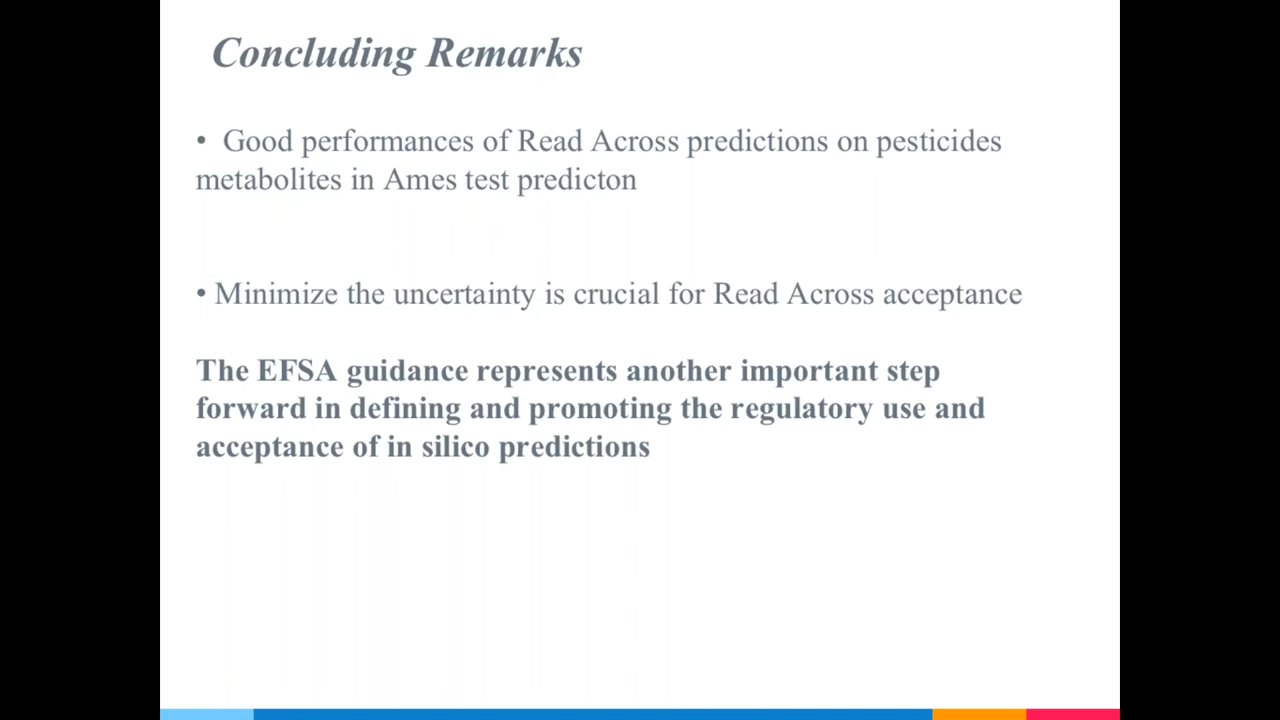 Concluding Remarks
• Good performances of Read Across predictions on pesticides
metabolites in Ames test predicton
• Minimize the uncertainty is crucial for Read Across acceptance
The EFSA guidance represents another important step
forward in defining and promoting the regulatory use and
acceptance of in silico predictions